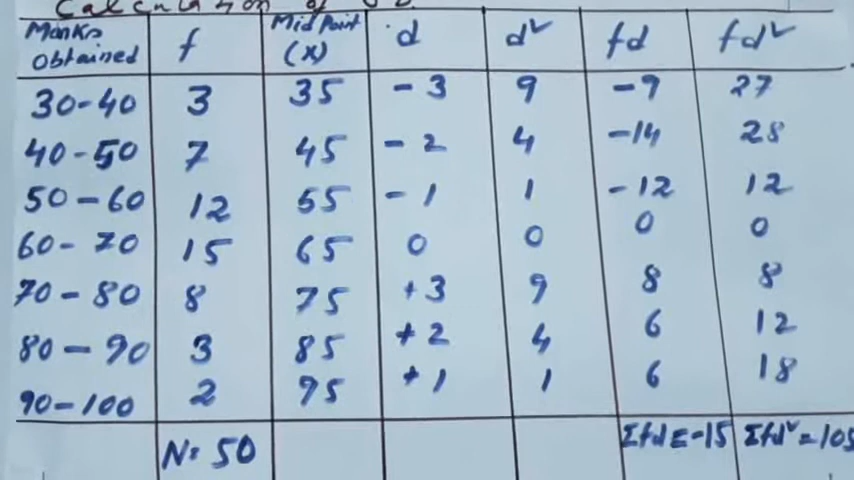 Calculation of SD
Marks Obtained f Mid Point (X) d d² fd fd²
30-40 3 35 -3 9 -9 27
40-50 7 45 -2 4 -14 28
50-60 12 55 -1 1 -12 12
60-70 15 65 0 0 0 0
70-80 8 75 +3 9 8 8
80-90 3 85 +2 4 6 12
90-100 2 95 +1 1 6 18
N= 50 Σfd=-15 Σfd²=105